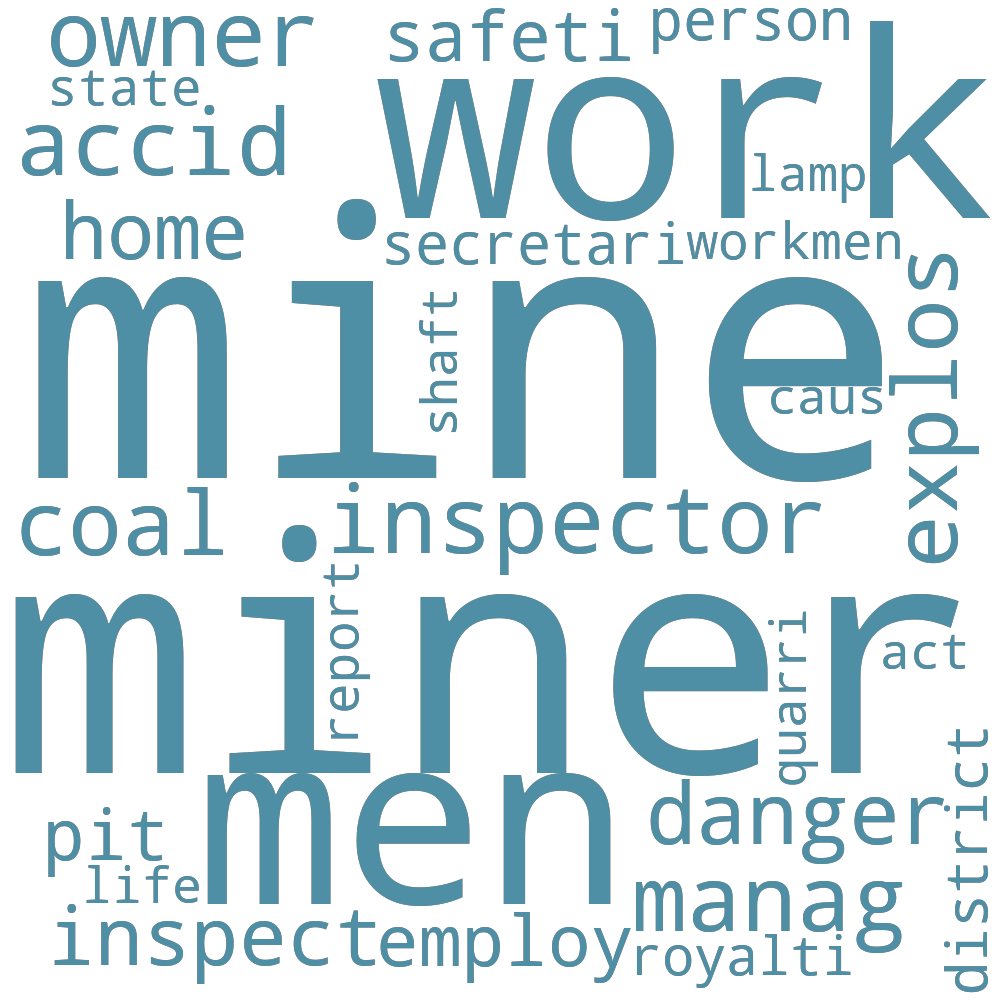 owner
safeti
person
state
work
accid
lamp
home
secretari
workmen
explos
mine
shaft
caus
coal
inspector
report
miner
quarri
act
district
men
danger
pit
life
manag
inspect
employ
royalti